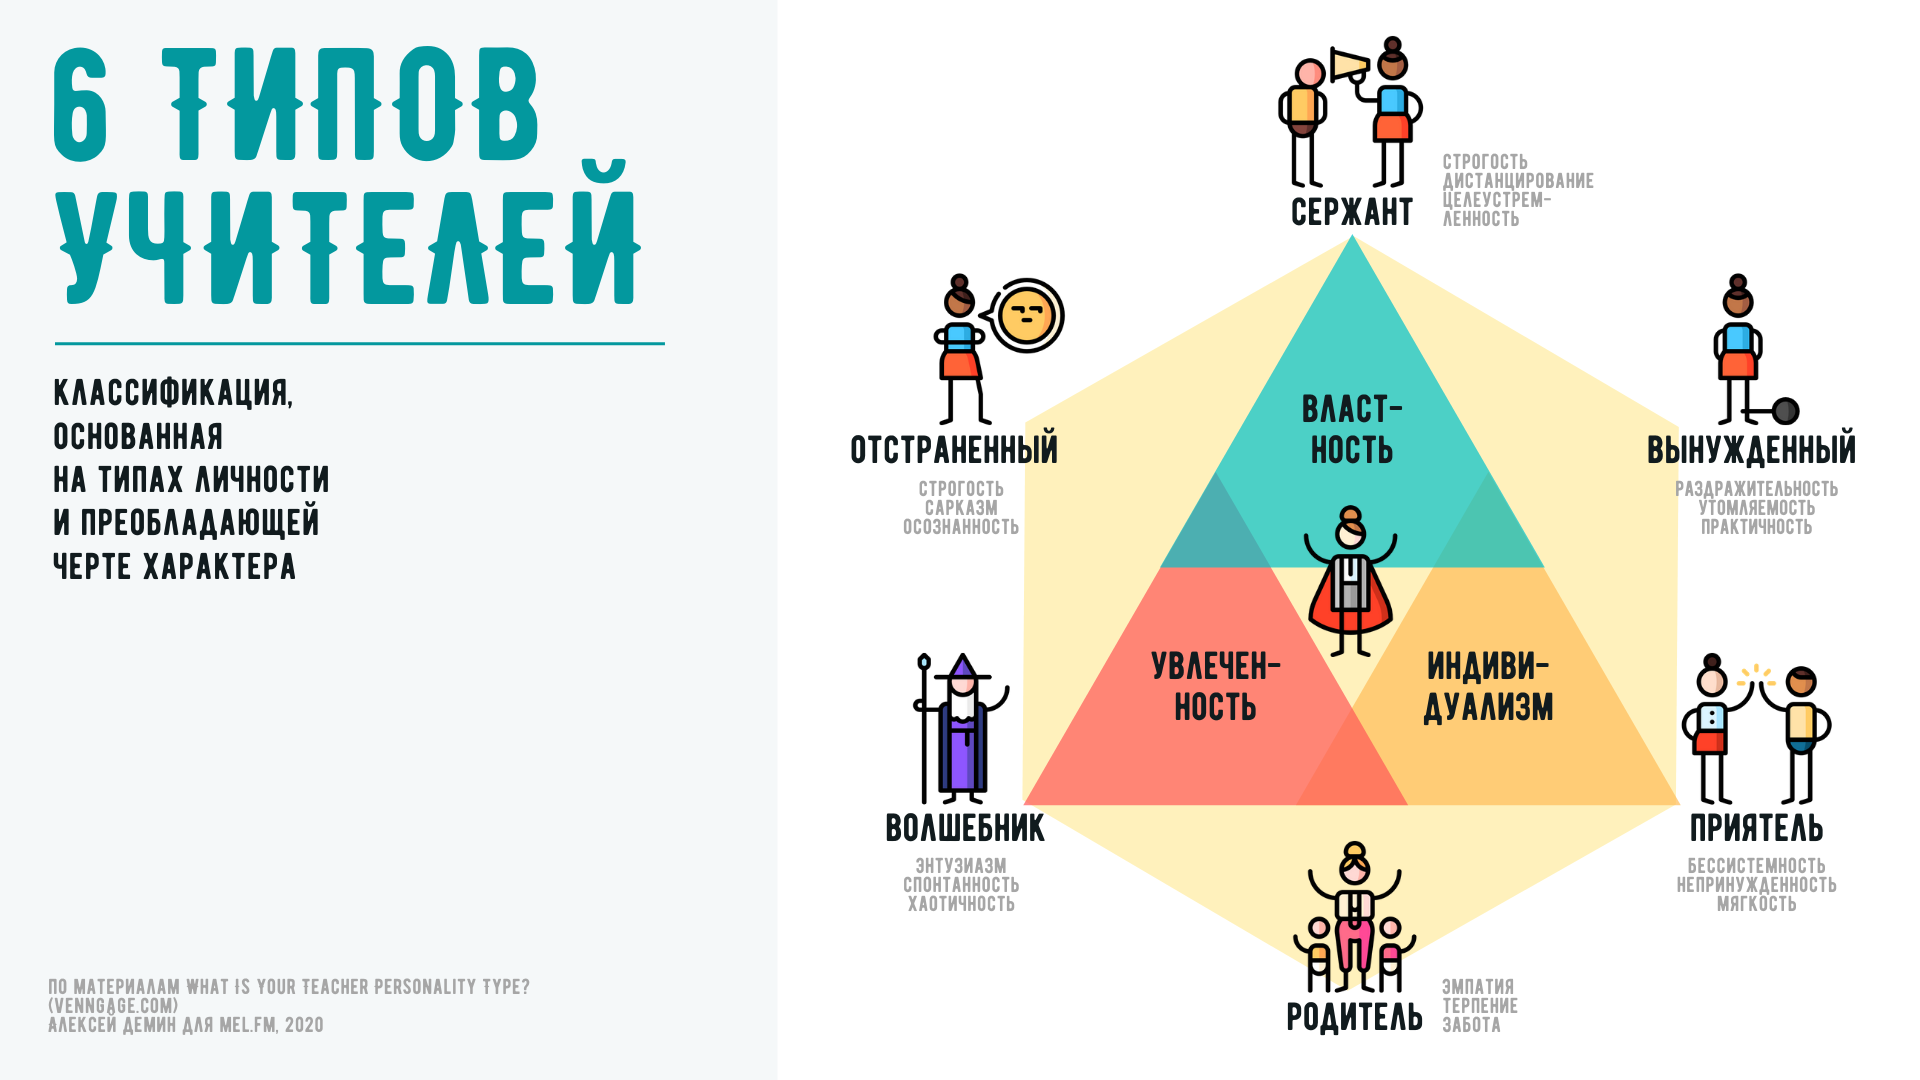 6 ТИПОВ
УЧИТЕЛЕЙ
КЛАССИФИКАЦИЯ,
ОСНОВАННАЯ
НА ТИПАХ ЛИЧНОСТИ
И ПРЕОБЛАДАЮЩЕЙ
ЧЕРТЕ ХАРАКТЕРА
ПО МАТЕРИАЛАМ WHAT IS YOUR TEACHER PERSONALITY TYPE?
(VENNGAGE.COM)
АЛЕКСЕЙ ДЕМИН ДЛЯ MEL.FM, 2020
СЕРЖАНТ
СТРОГОСТЬ
ДИСТАНЦИРОВАНИЕ
ЦЕЛЕУСТРЕМ-
ЛЕННОСТЬ
ОТСТРАНЕННЫЙ
СТРОГОСТЬ
САРКАЗМ
ОСОЗНАННОСТЬ
ВЛАСТ-
НОСТЬ
ВЫНУЖДЕННЫЙ
РАЗДРАЖИТЕЛЬНОСТЬ
УТОМЛЯЕМОСТЬ
ПРАКТИЧНОСТЬ
УВЛЕЧЕН-
НОСТЬ
ИНДИВИ-
ДУАЛИЗМ
ВОЛШЕБНИК
ЭНТУЗИАЗМ
СПОНТАННОСТЬ
ХАОТИЧНОСТЬ
ПРИЯТЕЛЬ
БЕССИСТЕМНОСТЬ
НЕПРИНУЖДЕННОСТЬ
МЯГКОСТЬ
РОДИТЕЛЬ
ЭМПАТИЯ
ТЕРПЕНИЕ
ЗАБОТА